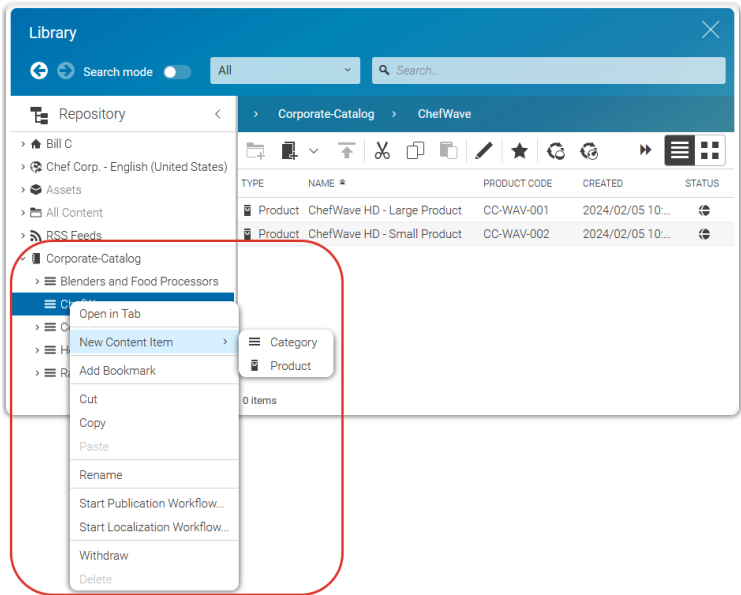 Library
Search mode
All
Search...
Repository
Corporate-Catalog
ChefWave
Bill C
Chef Corp. - English (United States)
Assets
All Content
RSS Feeds
Corporate-Catalog
Blenders and Food Processors
TYPE NAME PRODUCT CODE CREATED STATUS
Product ChefWave HD - Large Product CC-WAV-001 2024/02/05 10:...
Product ChefWave HD - Small Product CC-WAV-002 2024/02/05 10:...
Open in Tab
New Content Item
Category
Product
Add Bookmark
Cut
Copy
Paste
Rename
Start Publication Workflow...
Start Localization Workflow...
Withdraw
Delete
0 items